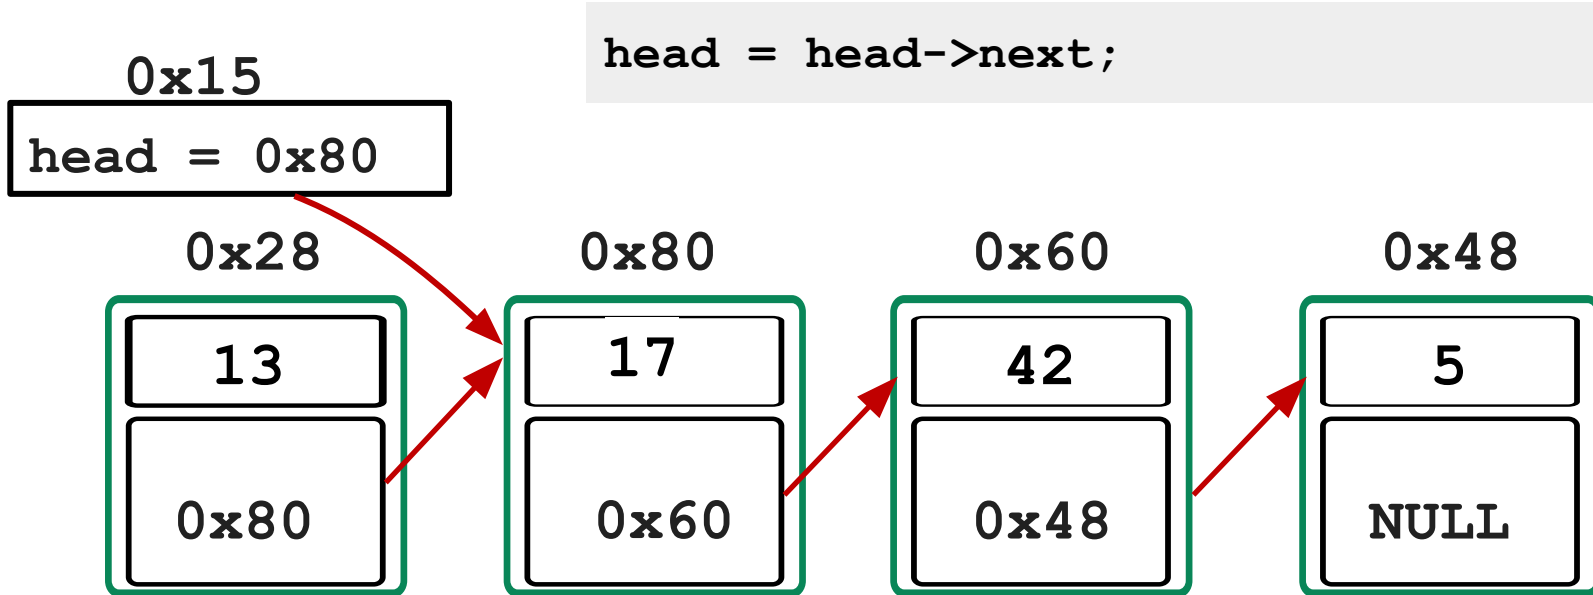 head = head->next;
0x15
head = 0x80
0x28 0x80 0x60 0x48
13 17 42 5
0x80 0x60 0x48 NULL